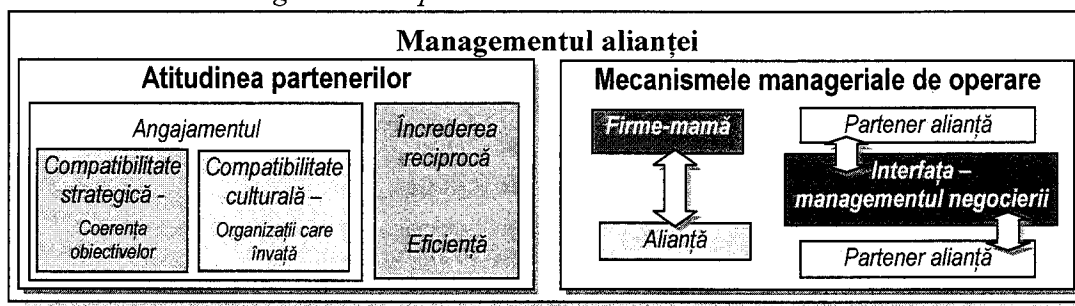 Managementul alianței
Atitudinea partenerilor
Angajamentul
Compatibilitate
strategică -
Coerența
obiectivelor
Compatibilitate
culturală –
Organizații care
învață
Încrederea
reciprocă
Eficiență
Mecanismele manageriale de operare
Firme-mamă
Alianță
Partener alianță
Interfața –
managementul negocierii
Partener alianță